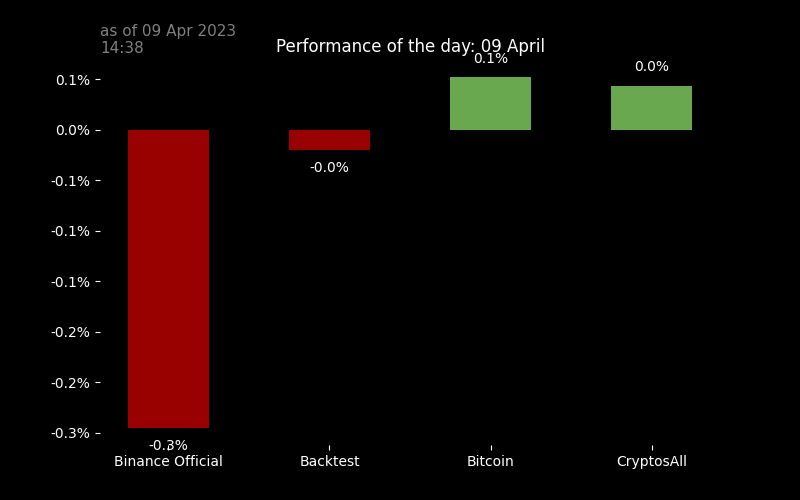 as of 09 Apr 2023
14:38
Performance of the day: 09 April
0.1%
0.0%
0.1%
0.0%
-0.1%
-0.0%
-0.1%
-0.1%
-0.2%
-0.2%
-0.3%
-0.3%
Binance Official
Backtest
Bitcoin
CryptosAll